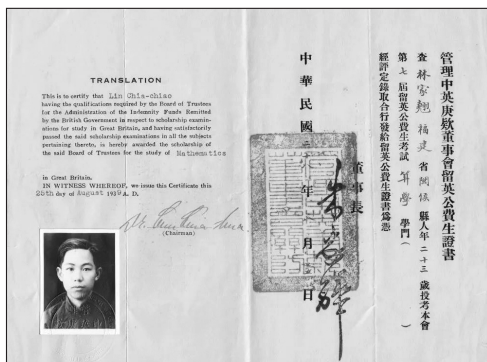 TRANSLATION
This is to certify that Lin Chia-chiao
having the qualifications required by the Board of Trustees
for the Administration of the Indemnity Funds Remitted
by the British Government in respect to scholarship examina-
tions for study in Great Britain, and having satisfactorily
passed the said scholarship examinations in all the subjects
pertaining thereto, is hereby awarded the scholarship of
the said Board of Trustees for the study of Mathematics
in Great Britain.
IN WITNESS WHEREOF, we issue this Certificate this
28th day of August 1939 A. D.
(Chairman)
管理中英庚款董事會留英公費生證書
查林家翹福建省閩侯縣人年二十三歲投考本會
第七屆留英公費生考試算學學門(　)
經評定錄取合行發給留英公費生證書爲憑
董事長
朱家驊
中華民國年月日